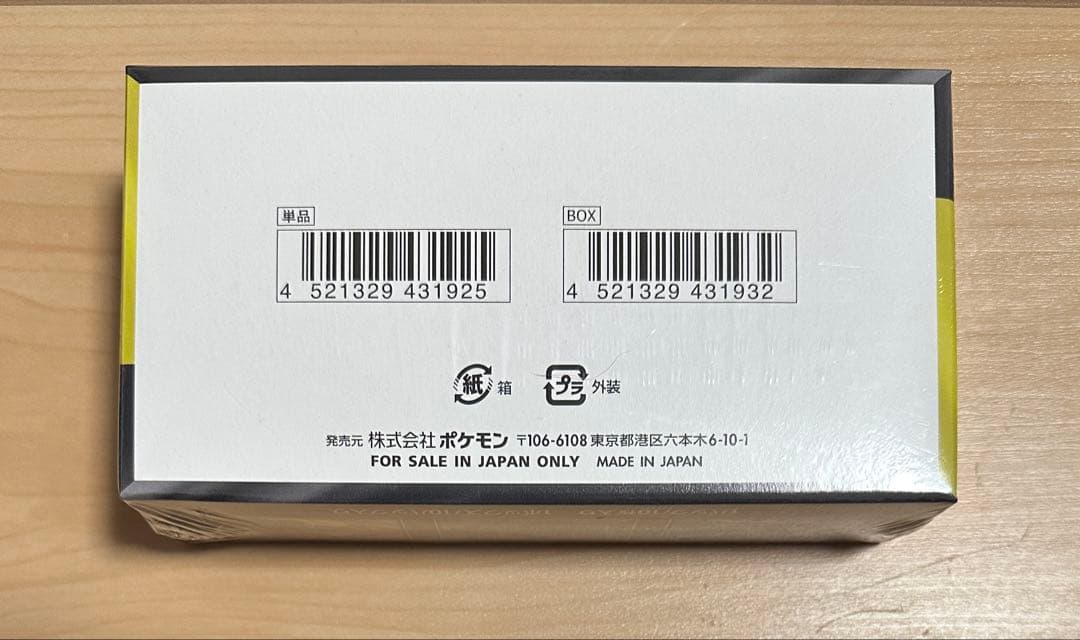 単品
4 521329 431925
BOX
4 521329 431932
紙 箱
プラ 外装
発売元 株式会社ポケモン 〒106-6108 東京都港区六本木6-10-1
FOR SALE IN JAPAN ONLY MADE IN JAPAN